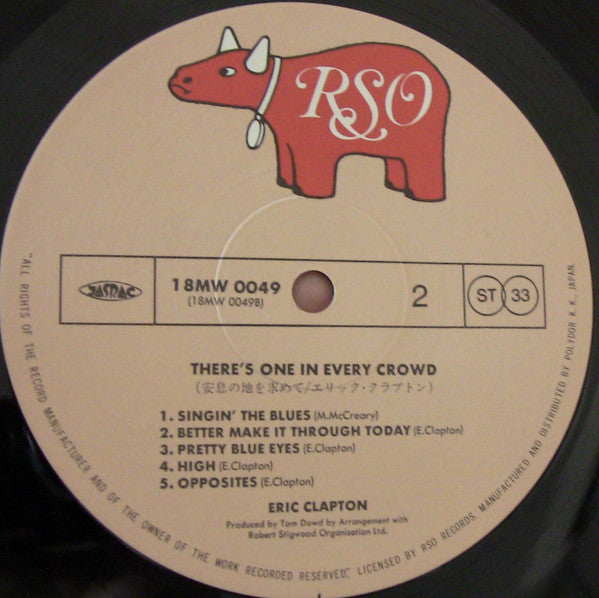 RSO
JASRAC
18MW 0049
(18MW 0049B)
2
ST
33
THERE'S ONE IN EVERY CROWD
(安息の地を求めて/エリック・クラプトン)
1. SINGIN' THE BLUES (M.McCreary)
2. BETTER MAKE IT THROUGH TODAY (E.Clapton)
3. PRETTY BLUE EYES (E.Clapton)
4. HIGH (E.Clapton)
5. OPPOSITES (E.Clapton)
ERIC CLAPTON
Produced by Tom Dowd by Arrangement with
Robert Stigwood Organisation Ltd.
"ALL RIGHTS OF THE RECORD MANUFACTURER AND OF THE OWNER OF THE WORK RECORDED RESERVED." LICENSED BY RSO RECORDS. MANUFACTURED AND DISTRIBUTED BY POLYDOR K. K., JAPAN